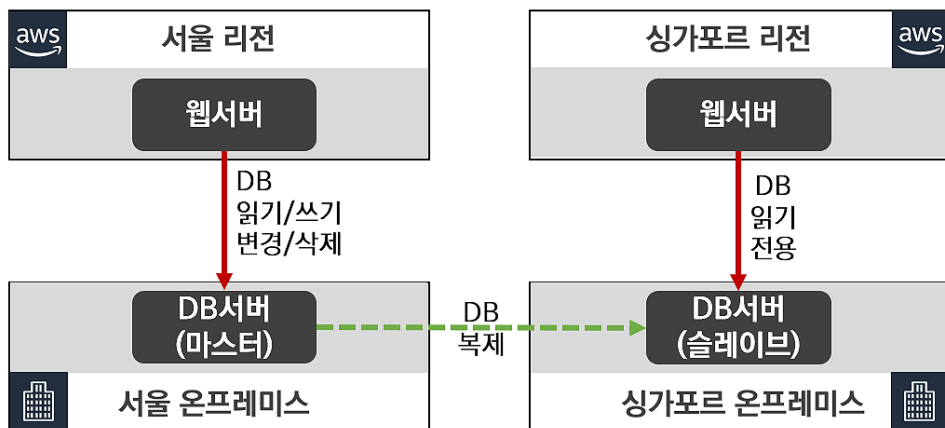 aws
서울 리전
싱가포르 리전
aws
웹서버
웹서버
DB
읽기/쓰기
변경/삭제
DB
읽기
전용
DB서버
(마스터)
DB
복제
DB서버
(슬레이브)
서울 온프레미스
싱가포르 온프레미스